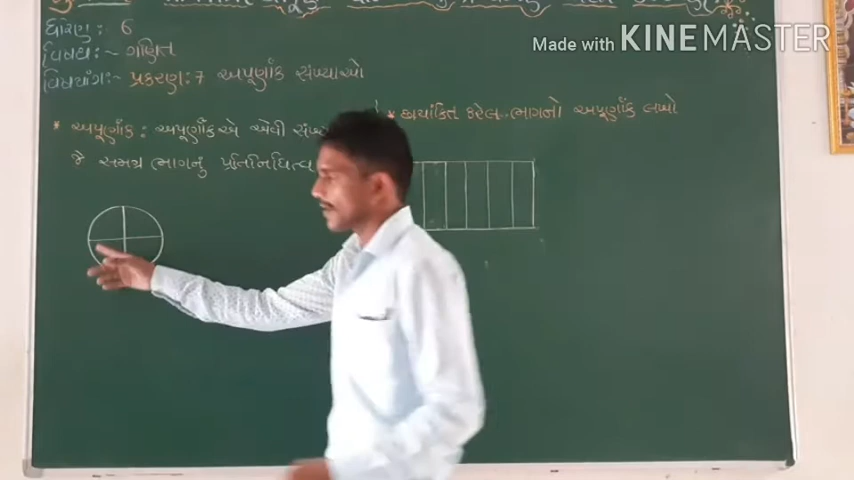 Made with KINEMASTER
ધોરણ : 6
વિષય :~ ગણિત
વિષયાંગ :~ પ્રકરણ : 7 અપૂર્ણાંક સંખ્યાઓ
* અપૂર્ણાંક : અપૂર્ણાંક એ એવી
જે સમગ્ર ભાગનું પ્રતિનિધિત્વ
* છાયાંકિત કરેલ ભાગનો અપૂર્ણાંક લખો